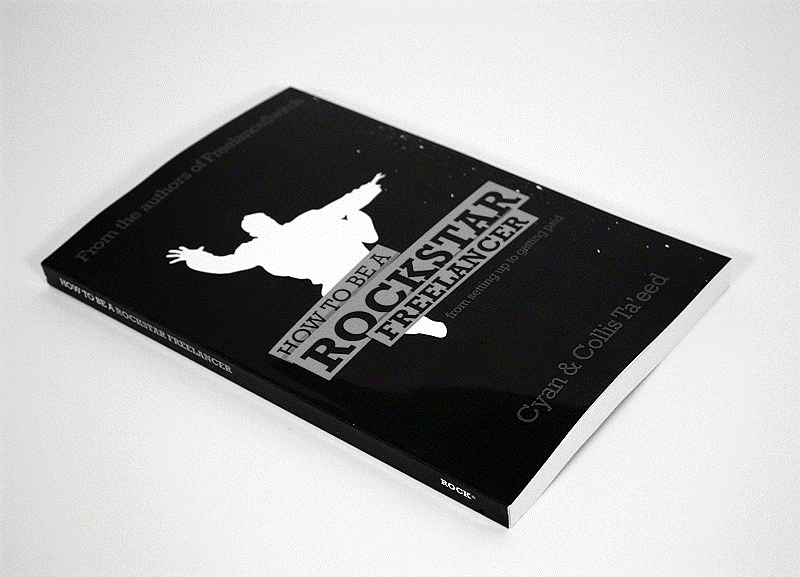 From the authors of FreelanceSwitch
HOW TO BE A
ROCKSTAR
FREELANCER
from setting up to getting paid
Cyan & Collis Ta'eed
HOW TO BE A ROCKSTAR FREELANCER
ROCK